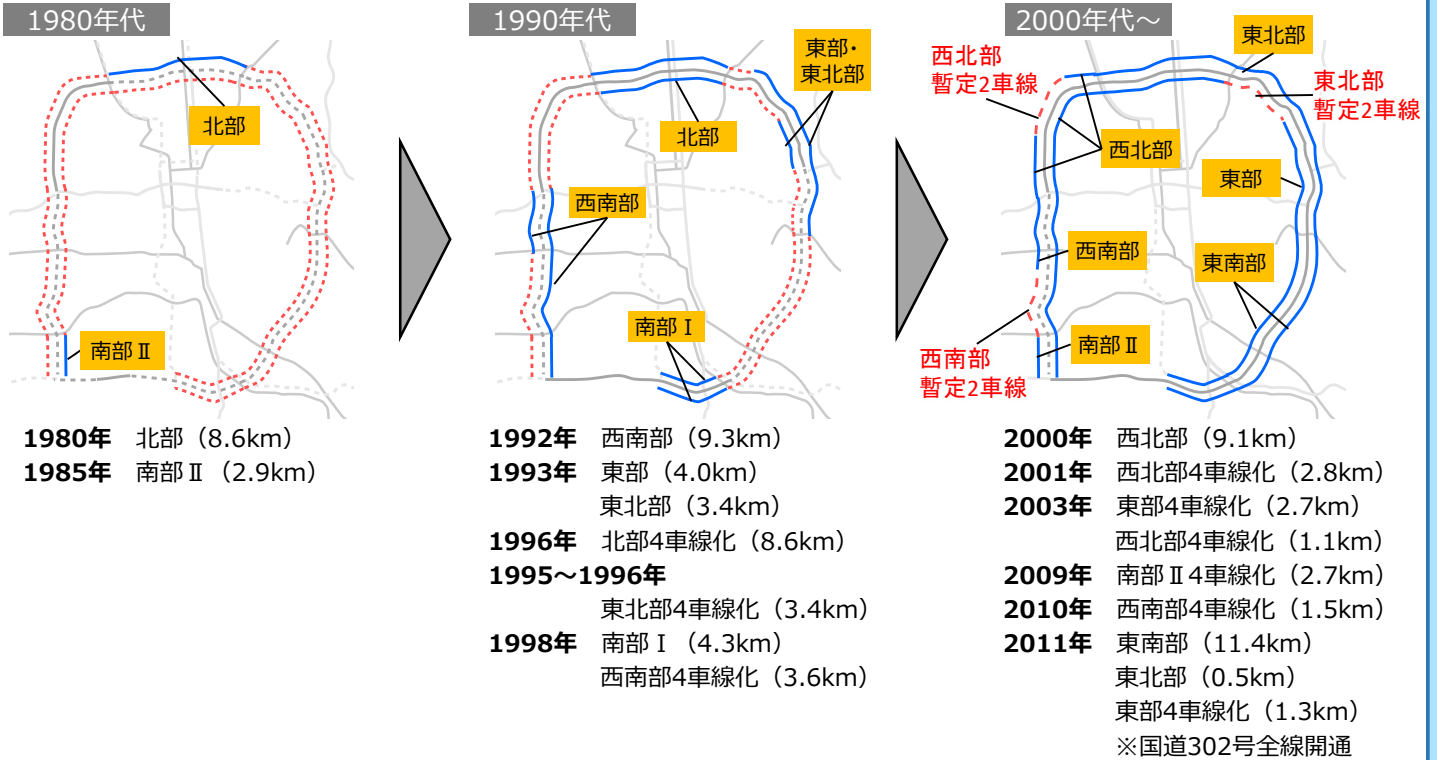 1980年代
北部
南部Ⅱ
1980年 北部（8.6km）
1985年 南部Ⅱ（2.9km）
1990年代
東部・
東北部
北部
西南部
南部Ⅰ
1992年 西南部（9.3km）
1993年 東部（4.0km）
東北部（3.4km）
1996年 北部4車線化（8.6km）
1995～1996年
東北部4車線化（3.4km）
1998年 南部Ⅰ（4.3km）
西南部4車線化（3.6km）
2000年代～
西北部
暫定2車線
東北部
東北部
暫定2車線
西北部
東部
西南部
東南部
南部Ⅱ
西南部
暫定2車線
2000年 西北部（9.1km）
2001年 西北部4車線化（2.8km）
2003年 東部4車線化（2.7km）
西北部4車線化（1.1km）
2009年 南部Ⅱ4車線化（2.7km）
2010年 西南部4車線化（1.5km）
2011年 東南部（11.4km）
東北部（0.5km）
東部4車線化（1.3km）
※国道302号全線開通